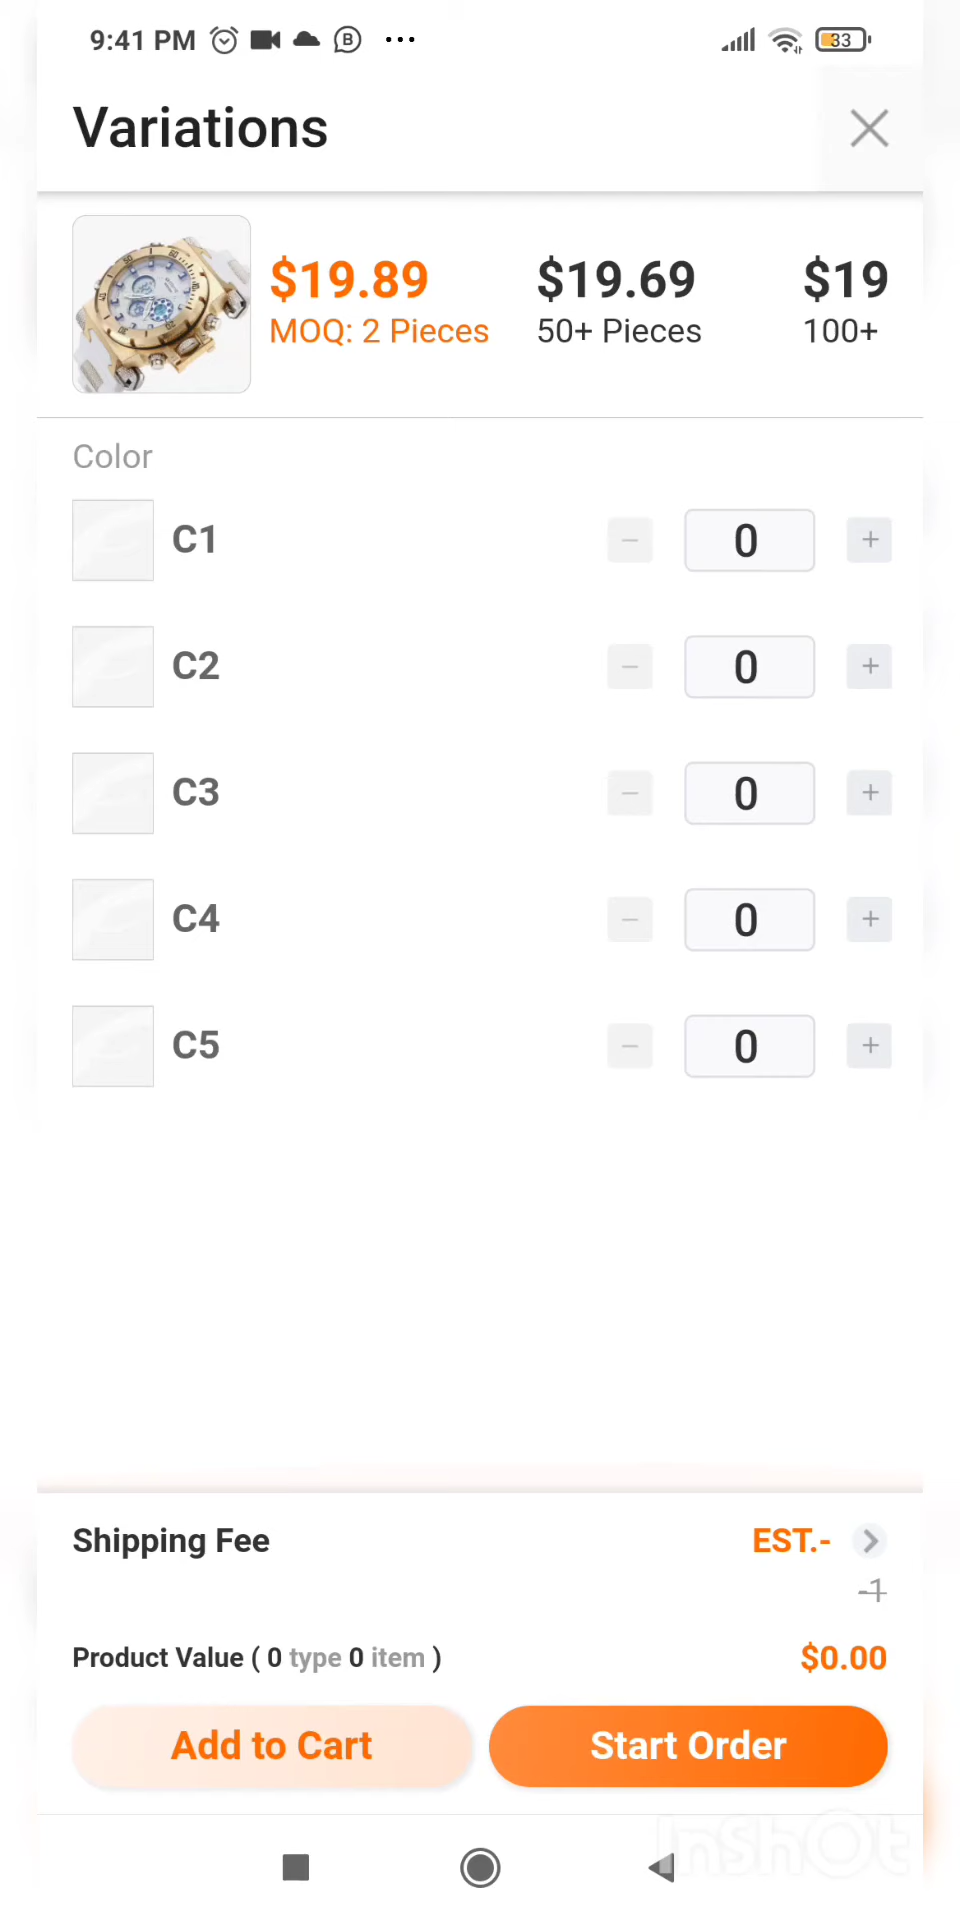 9:41 PM B ... 33
Variations
$19.89 $19.69 $19
MOQ: 2 Pieces 50+ Pieces 100+
Color
C1 − 0 +
C2 − 0 +
C3 − 0 +
C4 − 0 +
C5 − 0 +
Shipping Fee EST.-
-1
Product Value ( 0 type 0 item ) $0.00
Add to Cart Start Order
InShOt